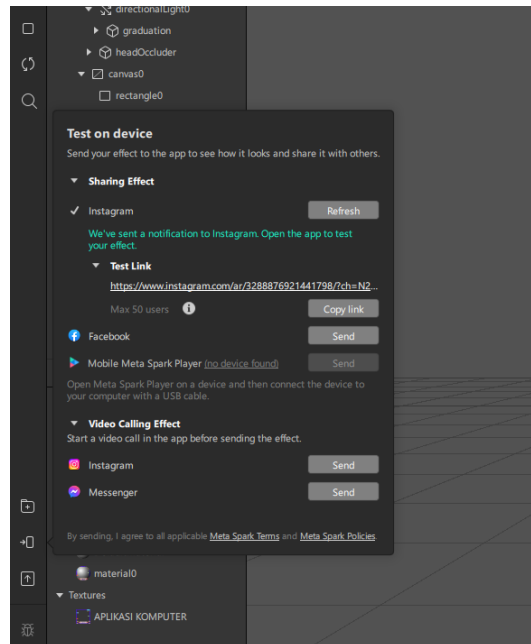 directionalLight0
graduation
headOccluder
canvas0
rectangle0
Test on device
Send your effect to the app to see how it looks and share it with others.
Sharing Effect
Instagram
Refresh
We've sent a notification to Instagram. Open the app to test
your effect.
Test Link
https://www.instagram.com/ar/3288876921441798/?ch=N2...
Max 50 users
Copy link
Facebook
Send
Mobile Meta Spark Player (no device found)
Send
Open Meta Spark Player on a device and then connect the device to
your computer with a USB cable.
Video Calling Effect
Start a video call in the app before sending the effect.
Instagram
Send
Messenger
Send
By sending, I agree to all applicable Meta Spark Terms and Meta Spark Policies.
material0
Textures
APLIKASI KOMPUTER